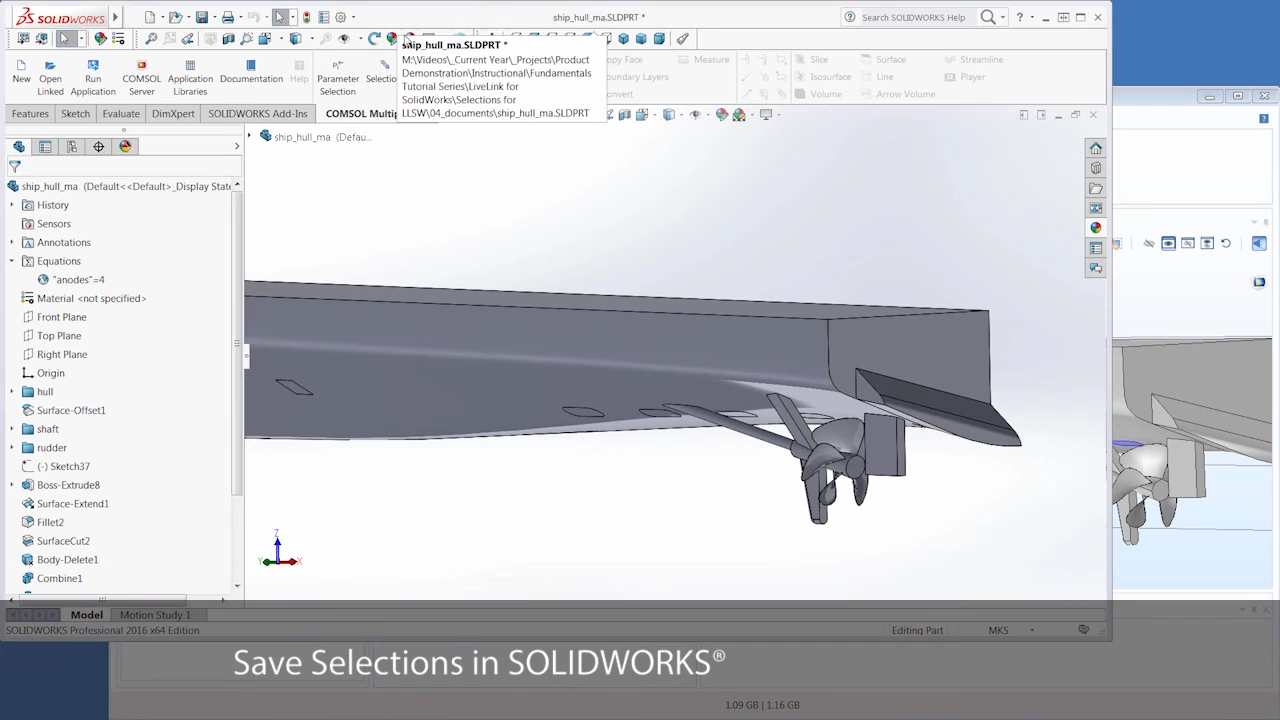 SOLIDWORKS
ship_hull_ma.SLDPRT *
Search SOLIDWORKS Help
ship_hull_ma.SLDPRT *
M:\Videos\_Current Year\_Projects\Product
Demonstration\Instructional\Fundamentals
Tutorial Series\LiveLink for
SolidWorks\Selections for
LLSW\04_documents\ship_hull_ma.SLDPRT
New
Open Living
Run Application
COMSOL Server
Application Libraries
Documentation
Help
Parameter Selection
Measure
Slice
Isosurface
Volume
Surface
Line
Arrow Volume
Streamline
Player
Features
Sketch
Evaluate
DimXpert
SOLIDWORKS Add-Ins
ship_hull_ma (Defau...
ship_hull_ma (Default<<Default>_Display State
History
Sensors
Annotations
Equations
"anodes"=4
Material <not specified>
Front Plane
Top Plane
Right Plane
Origin
hull
Surface-Offset1
shaft
rudder
(-) Sketch37
Boss-Extrude8
Surface-Extend1
Fillet2
SurfaceCut2
Body-Delete1
Combine1
Z
Y
X
Model
Motion Study 1
SOLIDWORKS Professional 2016 x64 Edition
Editing Part
MKS
Save Selections in SOLIDWORKS®
1.09 GB | 1.16 GB